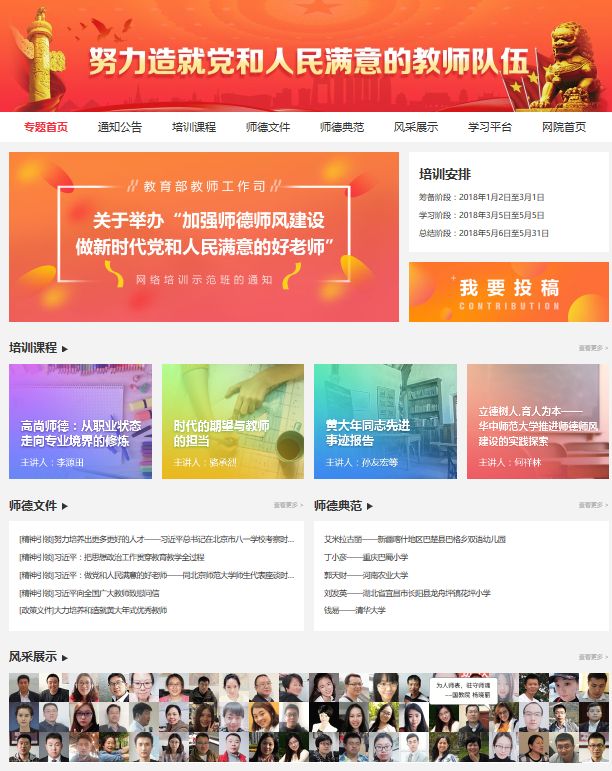 努力造就党和人民满意的教师队伍
专题首页 通知公告 培训课程 师德文件 师德典范 风采展示 学习平台 网院首页
教育部教师工作司
关于举办“加强师德师风建设
做新时代党和人民满意的好老师”
网络培训示范班的通知
培训安排
筹备阶段：2018年1月2日至3月1日
学习阶段：2018年3月5日至5月5日
总结阶段：2018年5月6日至5月31日
我要投稿
CONTRIBUTION
培训课程
查看更多 >
高尚师德：从职业状态
走向专业境界的修炼
主讲人：李源田
时代的期望与教师
的担当
主讲人：骆承烈
黄大年同志先进
事迹报告
主讲人：孙友宏等
立德树人,育人为本——
华中师范大学推进师德师风
建设的实践探索
主讲人：何祥林
师德文件
查看更多 >
[精神引领]努力培养出更多更好的人才——习近平总书记在北京市八一学校考察时...
[精神引领]习近平：把思想政治工作贯穿教育教学全过程
[精神引领]习近平：做党和人民满意的好老师——同北京师范大学师生代表座谈时...
[精神引领]习近平向全国广大教师致慰问信
[政策文件]大力培养和造就黄大年式优秀教师
师德典范
查看更多 >
艾米拉古丽——新疆喀什地区巴楚县巴格乡双语幼儿园
丁小彦——重庆巴蜀小学
郭天财——河南农业大学
刘发英——湖北省宜昌市长阳县龙舟坪镇花坪小学
钱易——清华大学
风采展示
查看更多 >
为人师表，驻守师魂
—国教院 杨晓丽